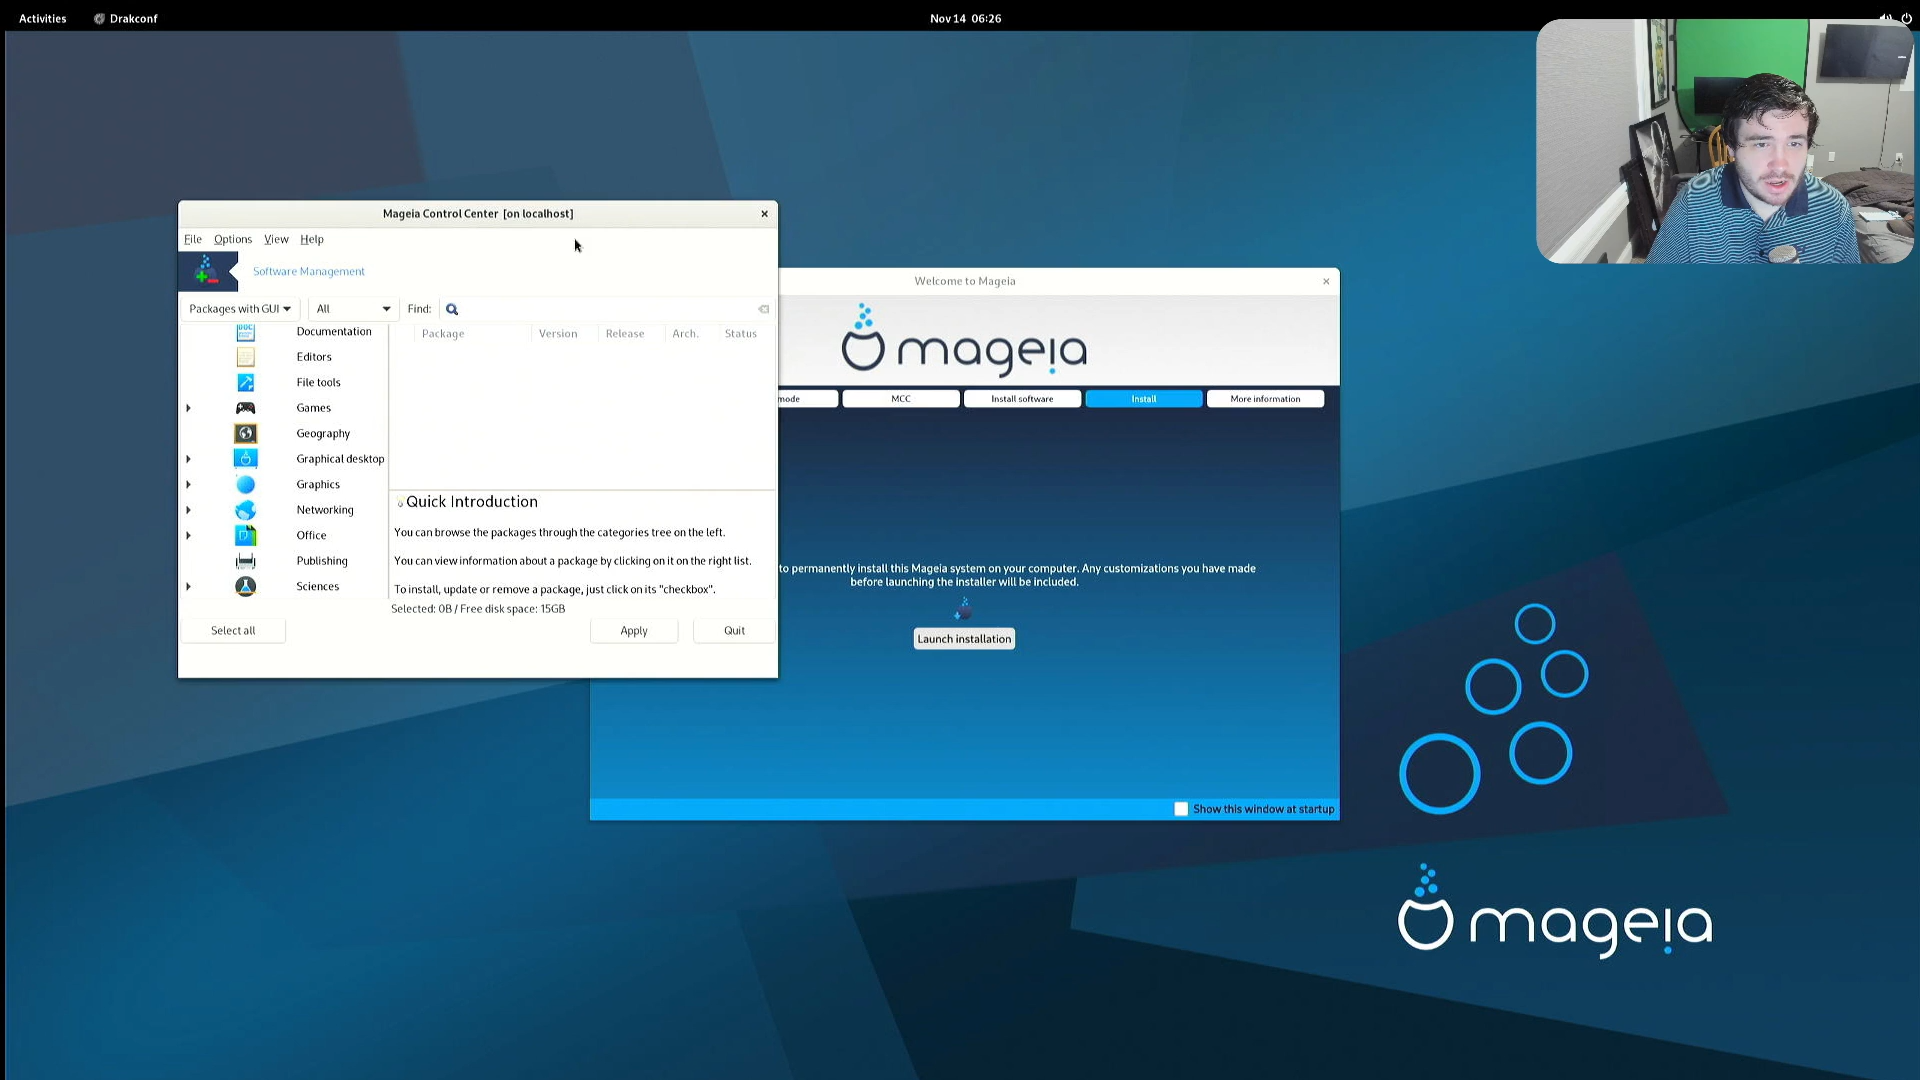 Activities
Drakconf
Nov 14 06:26
Mageia Control Center [on localhost]
File Options View Help
Software Management
Packages with GUI
All
Find:
Documentation
Editors
File tools
Games
Geography
Graphical desktop
Graphics
Networking
Office
Publishing
Sciences
Package Version Release Arch. Status
Quick Introduction
You can browse the packages through the categories tree on the left.
You can view information about a package by clicking on it on the right list.
To install, update or remove a package, just click on its "checkbox".
Selected: 0B / Free disk space: 15GB
Select all
Apply
Quit
Welcome to Mageia
mageia
MCC
Install software
Install
More information
to permanently install this Mageia system on your computer. Any customizations you have made
before launching the installer will be included.
Launch installation
Show this window at startup
mageia